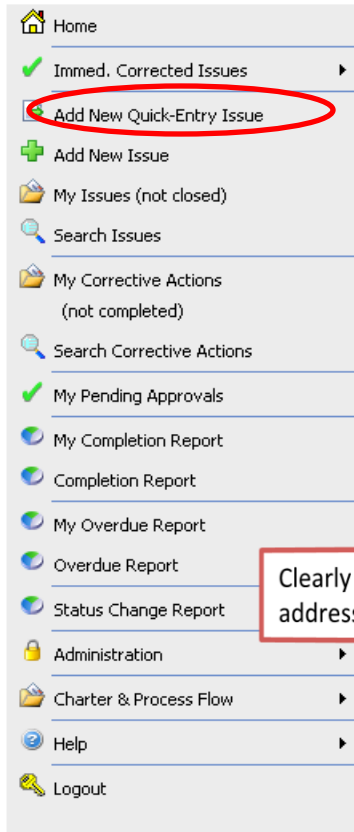 Home
Immed. Corrected Issues
Add New Quick-Entry Issue
Add New Issue
My Issues (not closed)
Search Issues
My Corrective Actions
(not completed)
Search Corrective Actions
My Pending Approvals
My Completion Report
Completion Report
My Overdue Report
Overdue Report
Status Change Report
Clearly
address
Administration
Charter & Process Flow
Help
Logout